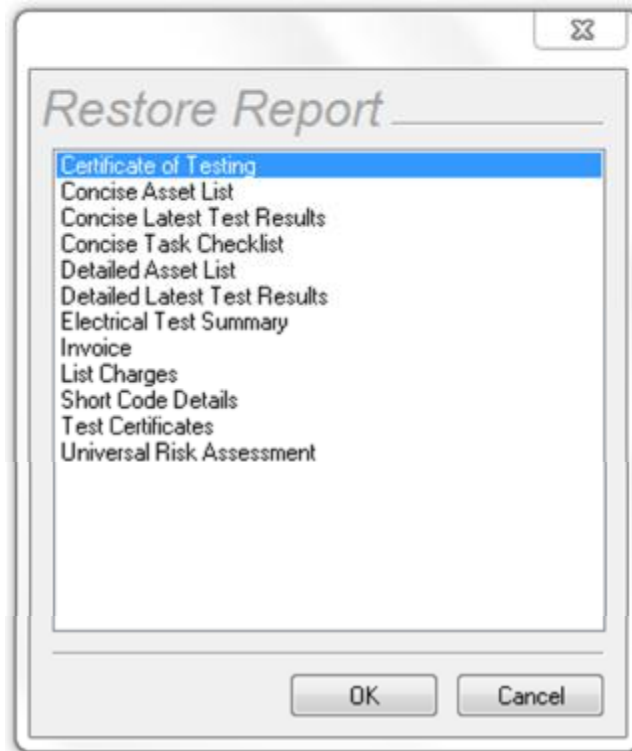 Restore Report
Certificate of Testing
Concise Asset List
Concise Latest Test Results
Concise Task Checklist
Detailed Asset List
Detailed Latest Test Results
Electrical Test Summary
Invoice
List Charges
Short Code Details
Test Certificates
Universal Risk Assessment
OK Cancel